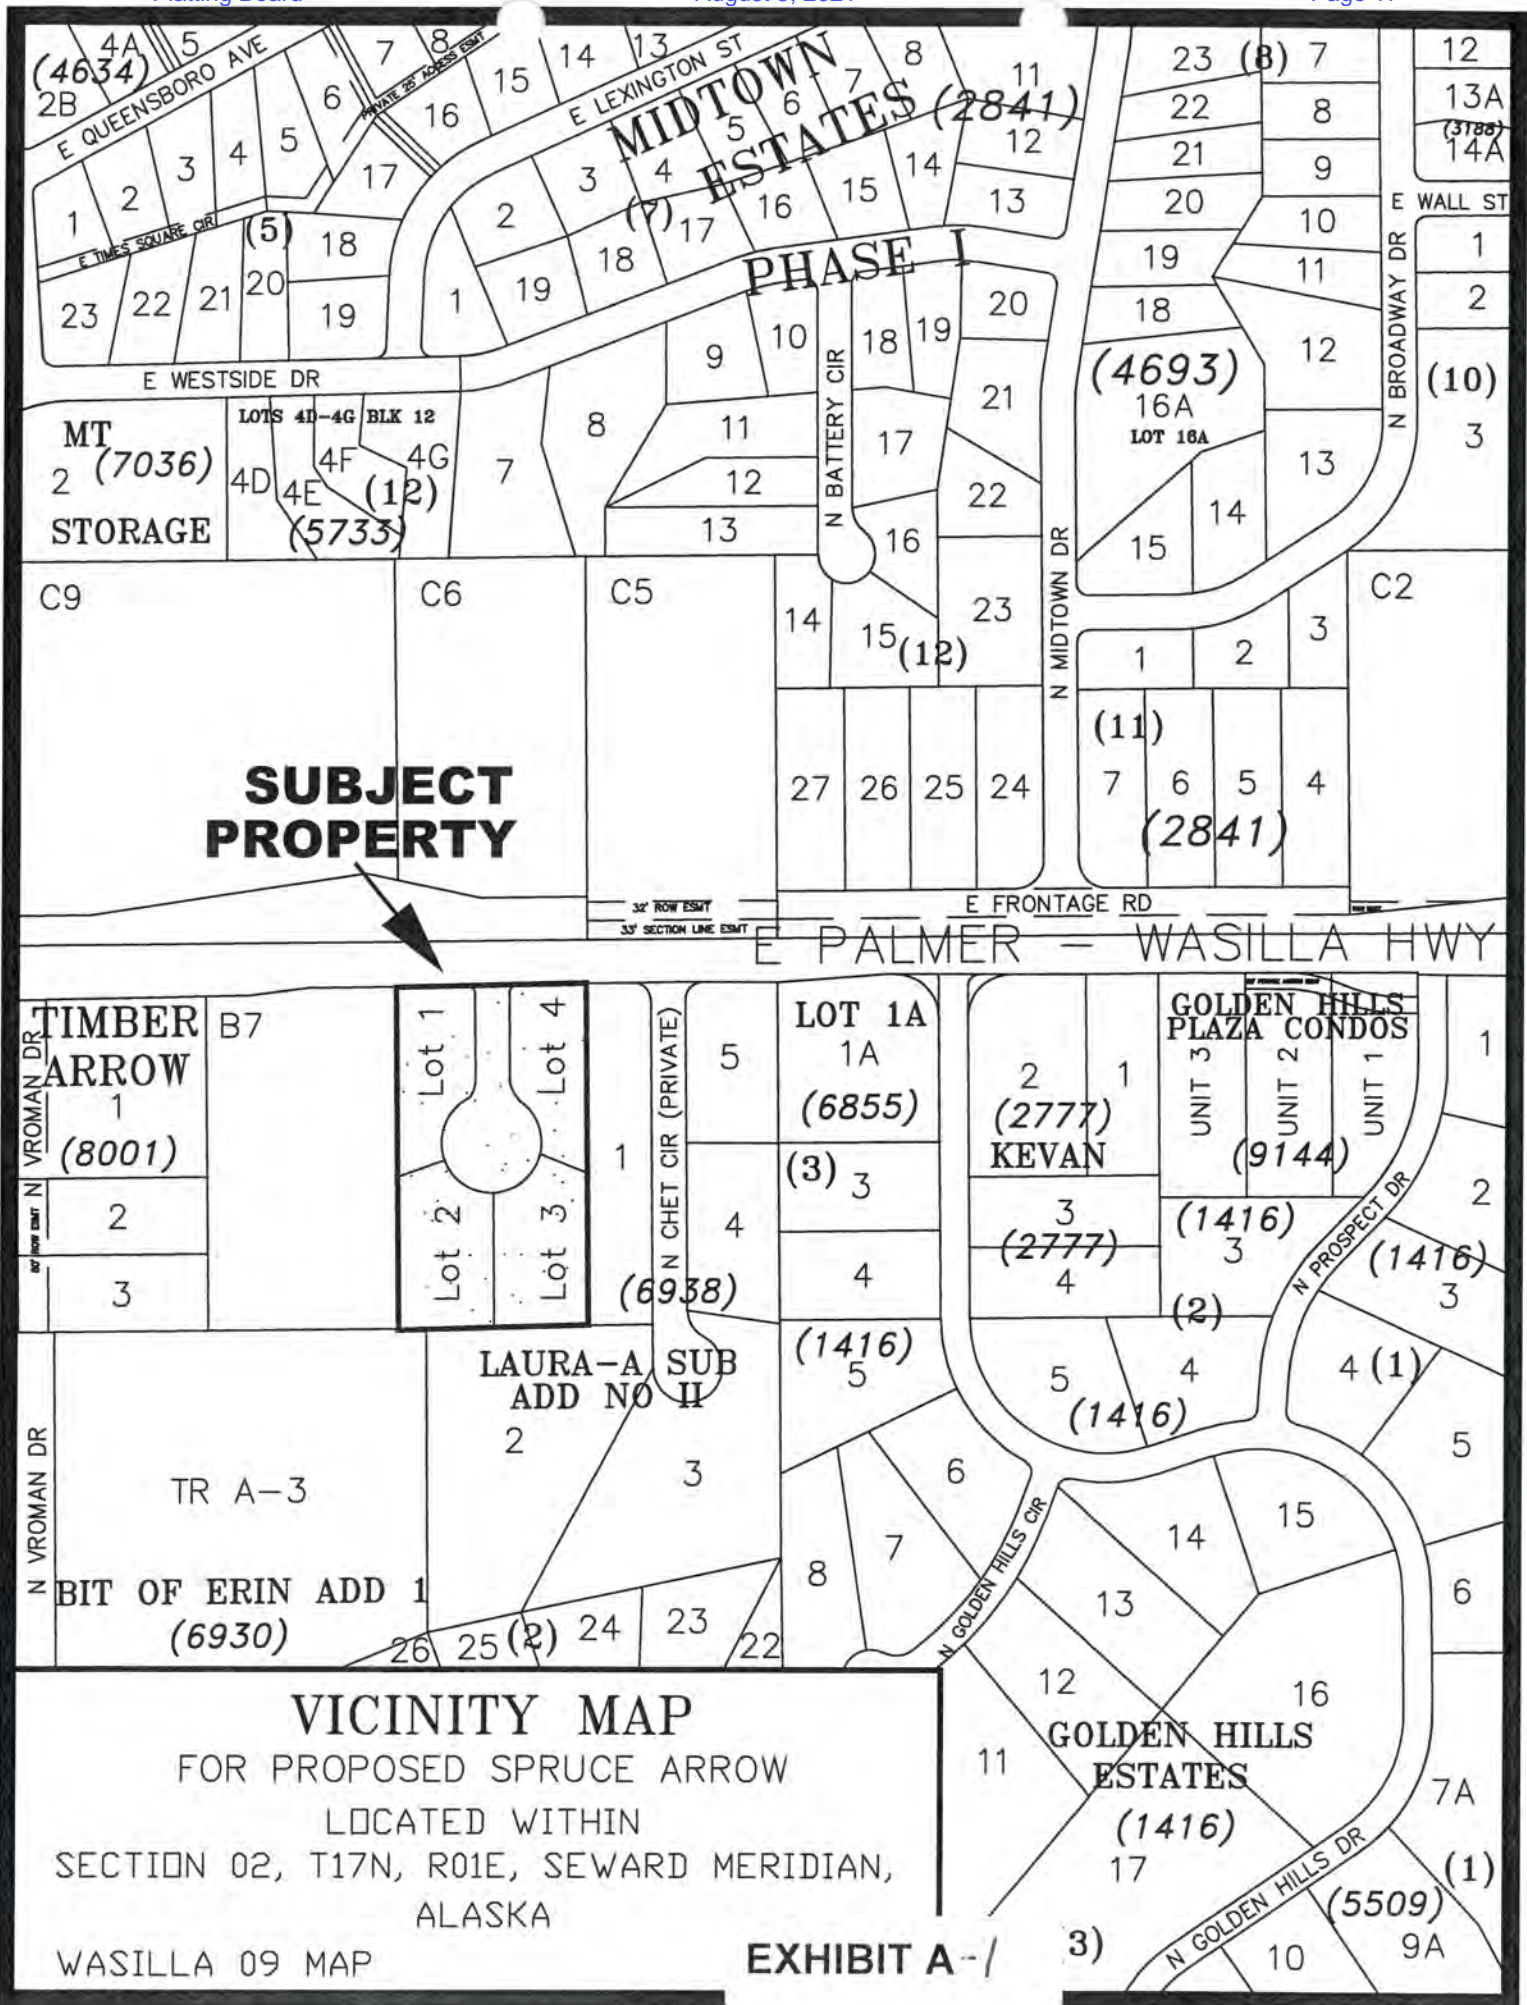 4A
5
(4634)
2B
E QUEENSBORO AVE
7
8
PRIVATE 25' ACCESS ESMT
6
16
15
14
13
E LEXINGTON ST
MIDTOWN
ESTATES
(2841)
5
6
7
8
11
12
13
14
23
(8)
7
22
8
21
9
20
10
19
11
18
12
13A
(3188)
14A
E WALL ST
1
2
(10)
3
1
2
3
4
5
17
E TIMES SQUARE CIR
(5)
18
23
22
21
20
19
1
2
3
4
(7)
19
18
17
16
15
PHASE I
E WESTSIDE DR
9
10
N BATTERY CIR
18
19
20
21
(4693)
16A
LOT 16A
12
N BROADWAY DR
MT
2
(7036)
STORAGE
LOTS 4D-4G BLK 12
4D
4E
4F
4G
(12)
(5733)
7
8
11
12
13
17
16
22
15
14
13
C9
C6
C5
14
15
(12)
23
N MIDTOWN DR
1
2
3
C2
27
26
25
24
(11)
7
6
5
4
(2841)
SUBJECT
PROPERTY
32' ROW ESMT
33' SECTION LINE ESMT
E FRONTAGE RD
E PALMER - WASILLA HWY
N VROMAN DR
TIMBER
ARROW
1
(8001)
2
3
60' ROW ESMT
N
B7
Lot 1
Lot 4
Lot 2
Lot 3
1
N CHET CIR (PRIVATE)
5
4
(6938)
LOT 1A
1A
(6855)
(3)
3
4
2
1
(2777)
KEVAN
3
(2777)
4
GOLDEN HILLS
PLAZA CONDOS
UNIT 3
UNIT 2
UNIT 1
(9144)
(1416)
3
(2)
N PROSPECT DR
1
2
(1416)
3
LAURA-A SUB
ADD NO II
2
3
(1416)
5
5
4
(1416)
4
(1)
5
N VROMAN DR
TR A-3
BIT OF ERIN ADD 1
(6930)
26
25
(2)
24
23
22
8
7
6
N GOLDEN HILLS CIR
15
14
13
6
12
16
11
GOLDEN HILLS
ESTATES
(1416)
17
7A
N GOLDEN HILLS DR
(1)
(5509)
9A
10
3)
VICINITY MAP
FOR PROPOSED SPRUCE ARROW
LOCATED WITHIN
SECTION 02, T17N, R01E, SEWARD MERIDIAN,
ALASKA
WASILLA 09 MAP
EXHIBIT A-1